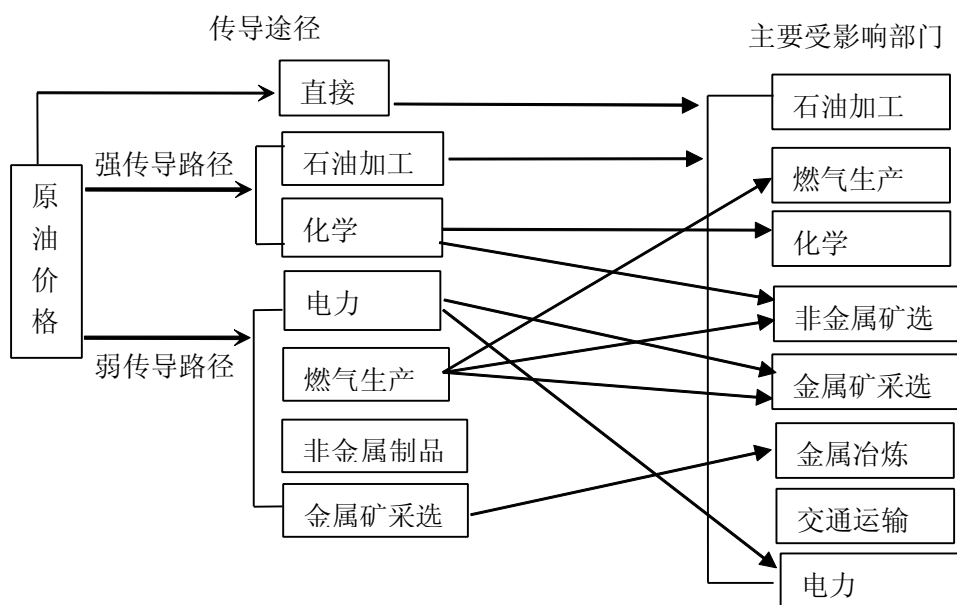 传导途径
主要受影响部门
直接
石油加工
强传导路径
石油加工
燃气生产
原油价格
化学
化学
电力
非金属矿选
弱传导路径
燃气生产
金属矿采选
非金属制品
金属冶炼
金属矿采选
交通运输
电力